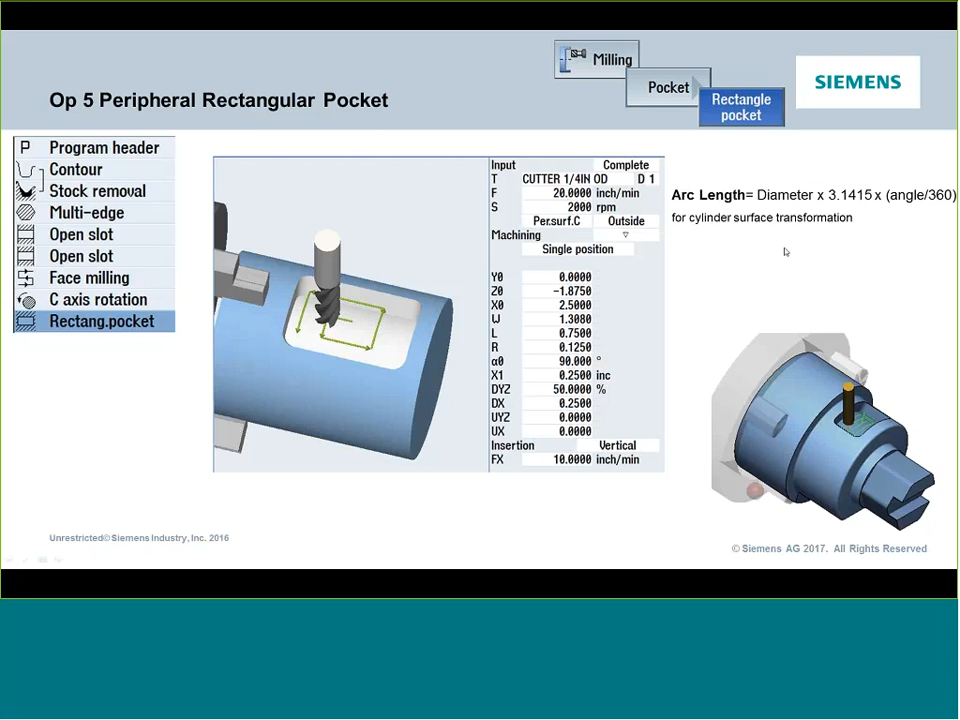 Milling
Pocket
Rectangle
pocket
SIEMENS
Op 5 Peripheral Rectangular Pocket
P Program header
Contour
Stock removal
Multi-edge
Open slot
Open slot
Face milling
C axis rotation
Rectang.pocket
Input Complete
T CUTTER 1/4IN OD D 1
F 20.0000 inch/min
S 2000 rpm
Per.surf.C Outside
Machining ▽
Single position
Y0 0.0000
Z0 -1.8750
X0 2.5000
W 1.3080
L 0.7500
R 0.1250
α0 90.000 °
X1 0.2500 inc
DYZ 50.0000 %
DX 0.2500
UYZ 0.0000
UX 0.0000
Insertion Vertical
FX 10.0000 inch/min
Arc Length= Diameter x 3.1415 x (angle/360)
for cylinder surface transformation
Unrestricted© Siemens Industry, Inc. 2016
© Siemens AG 2017. All Rights Reserved